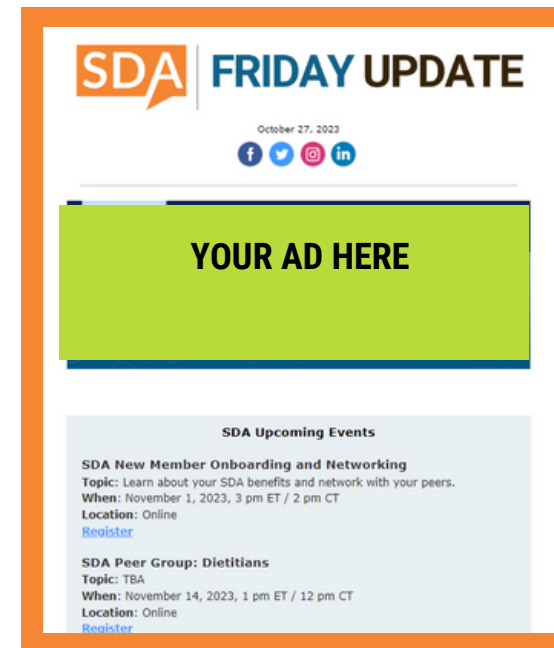 SDA FRIDAY UPDATE
October 27, 2023
YOUR AD HERE
SDA Upcoming Events
SDA New Member Onboarding and Networking
Topic: Learn about your SDA benefits and network with your peers.
When: November 1, 2023, 3 pm ET / 2 pm CT
Location: Online
Register
SDA Peer Group: Dietitians
Topic: TBA
When: November 14, 2023, 1 pm ET / 12 pm CT
Location: Online
Register